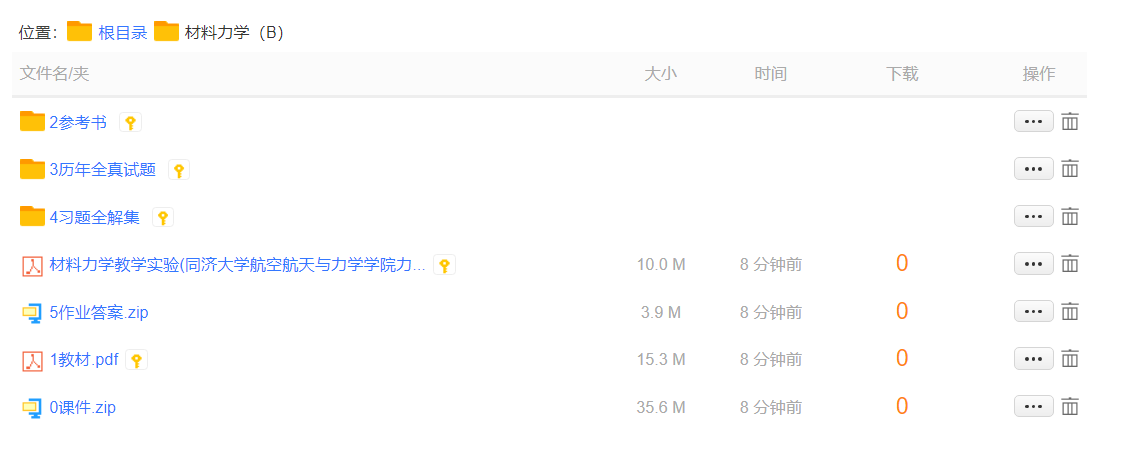 位置： 根目录 材料力学（B）
文件名/夹 大小 时间 下载 操作
2参考书
3历年全真试题
4习题全解集
材料力学教学实验(同济大学航空航天与力学学院力... 10.0 M 8 分钟前 0
5作业答案.zip 3.9 M 8 分钟前 0
1教材.pdf 15.3 M 8 分钟前 0
0课件.zip 35.6 M 8 分钟前 0